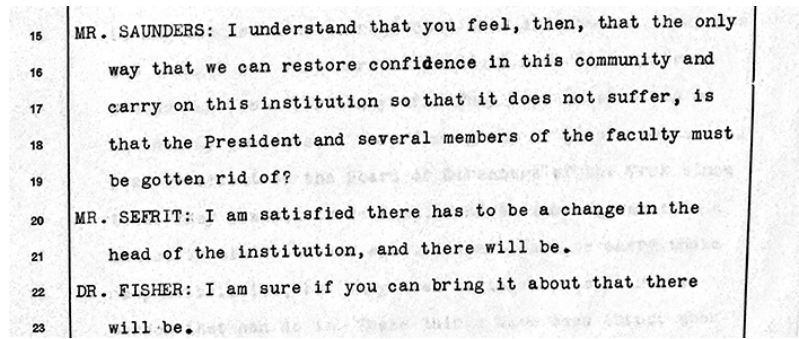 15 MR. SAUNDERS: I understand that you feel, then, that the only
16 way that we can restore confidence in this community and
17 carry on this institution so that it does not suffer, is
18 that the President and several members of the faculty must
19 be gotten rid of?
20 MR. SEFRIT: I am satisfied there has to be a change in the
21 head of the institution, and there will be.
22 DR. FISHER: I am sure if you can bring it about that there
23 will be.